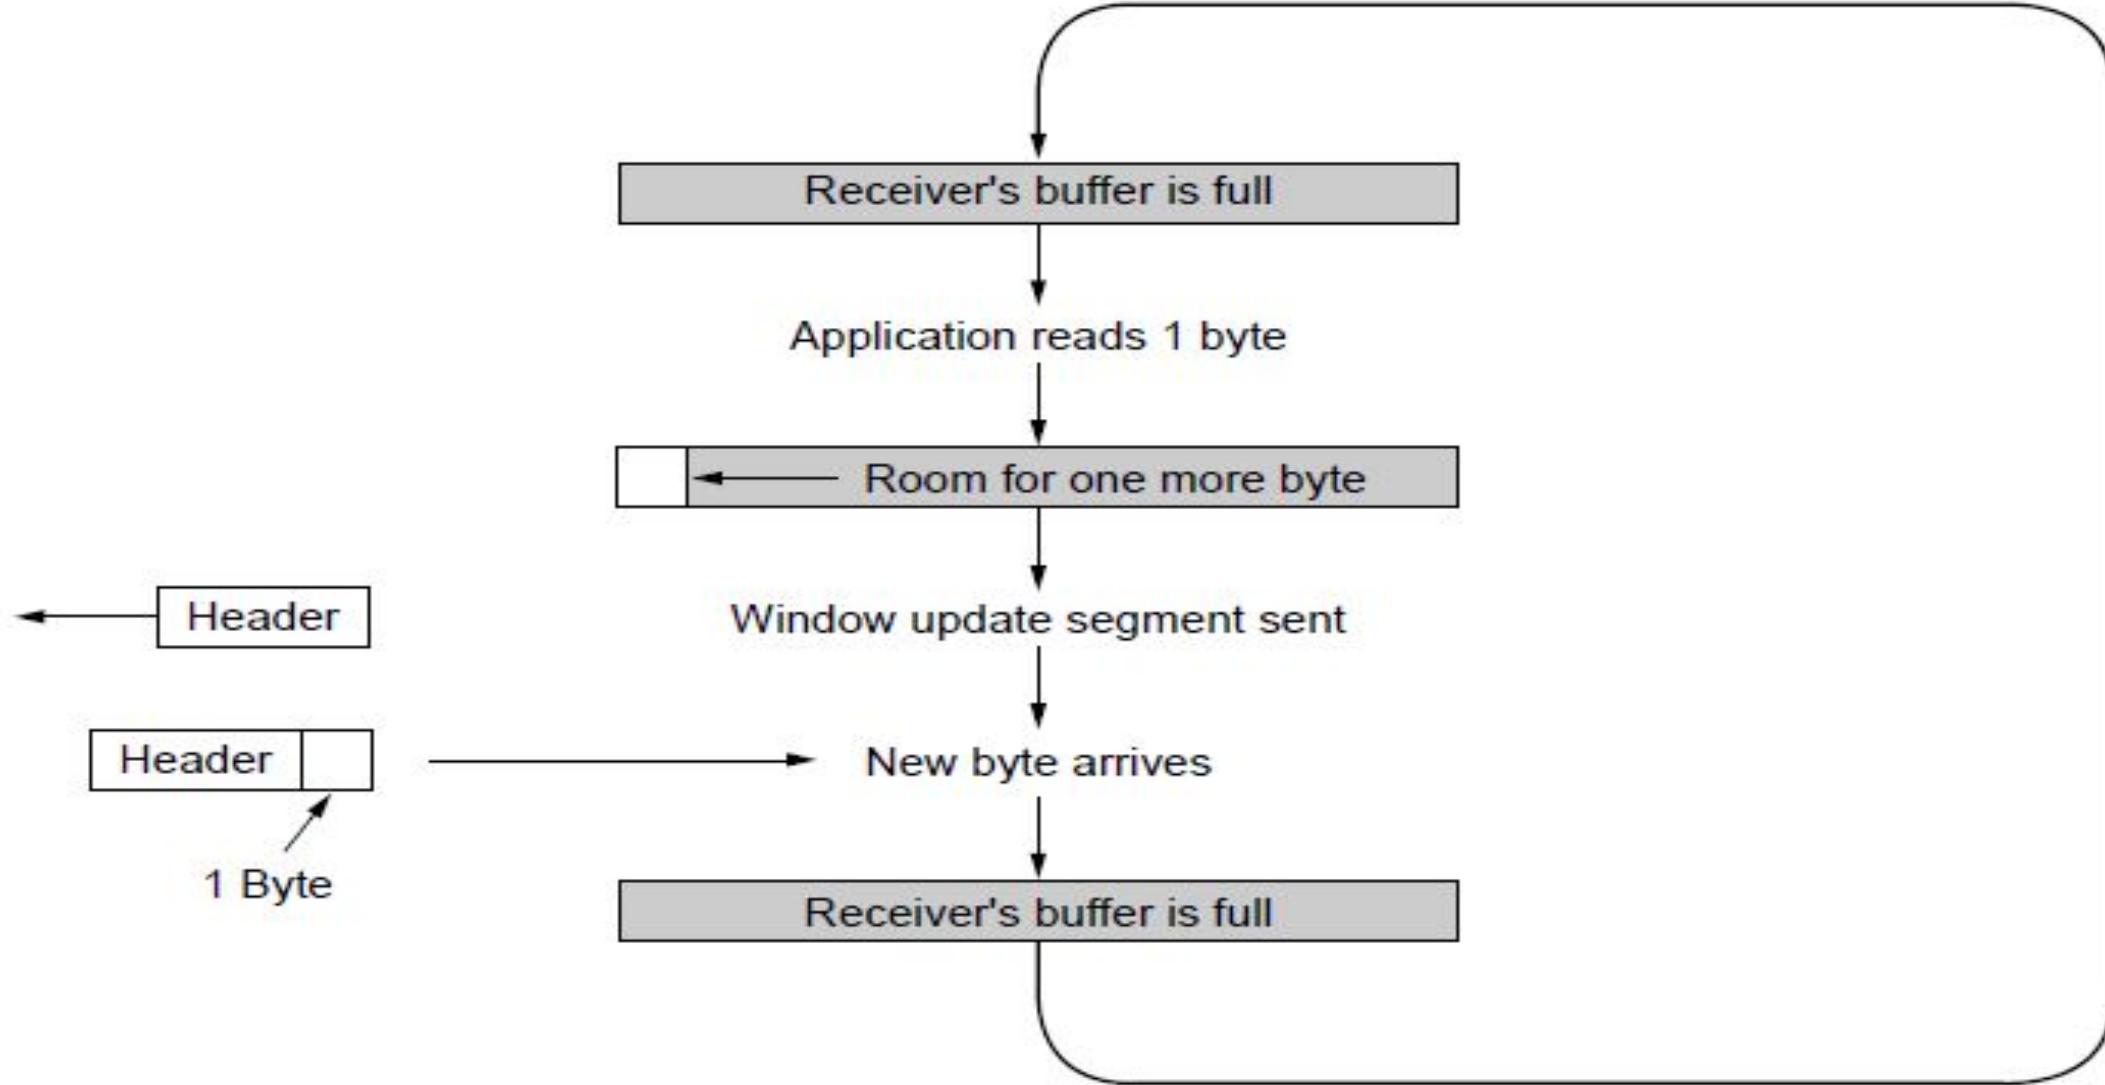 Receiver's buffer is full
Application reads 1 byte
Room for one more byte
Header
Window update segment sent
Header
New byte arrives
1 Byte
Receiver's buffer is full